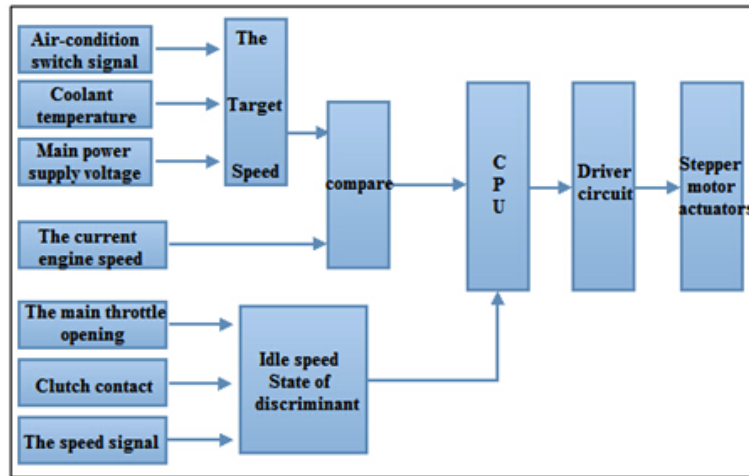 Air-condition
switch signal
Coolant
temperature
Main power
supply voltage
The
Target
Speed
The current
engine speed
compare
The main throttle
opening
Clutch contact
The speed signal
Idle speed
State of
discriminant
C
P
U
Driver
circuit
Stepper
motor
actuators